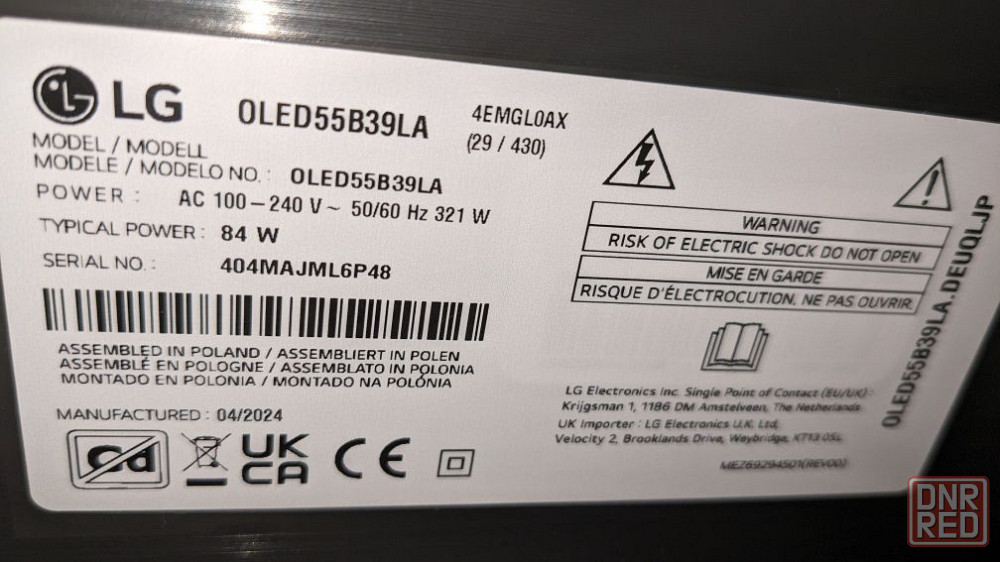 LG OLED55B39LA 4EMGL0AX
(29 / 430)
MODEL / MODELL
MODELE / MODELO NO. : OLED55B39LA
POWER : AC 100-240 V ~ 50/60 Hz 321 W
TYPICAL POWER : 84 W
SERIAL NO. : 404MAJML6P48
ASSEMBLED IN POLAND / ASSEMBLIERT IN POLEN
ASSEMBLÉ EN POLOGNE / ASSEMBLATO IN POLONIA
MONTADO EN POLONIA / MONTADO NA POLÓNIA
MANUFACTURED : 04/2024
Cd
UK
CA
CE
WARNING
RISK OF ELECTRIC SHOCK DO NOT OPEN
MISE EN GARDE
RISQUE D'ÉLECTROCUTION. NE PAS OUVRIR.
LG Electronics Inc. Single Point of Contact (EU/UK) :
Krijgsman 1, 1186 DM Amstelveen, The Netherlands
UK Importer : LG Electronics U.K. Ltd,
Velocity 2, Brooklands Drive, Weybridge, KT13 0SL
MEZ69294501(REV00)
OLED55B39LA.DEUQLJP
DNR
RED